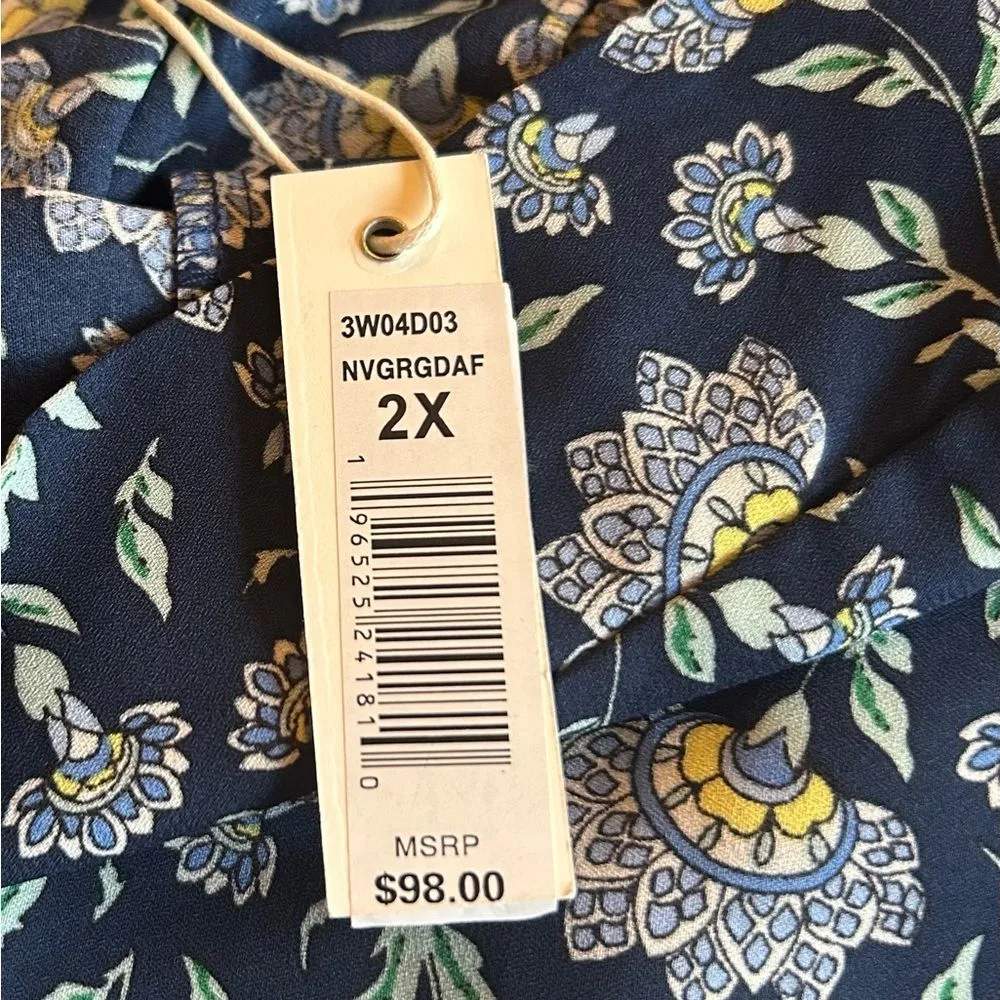 3W04D03
NVGRGDAF
2X
1 96525 24181 0
MSRP
$98.00